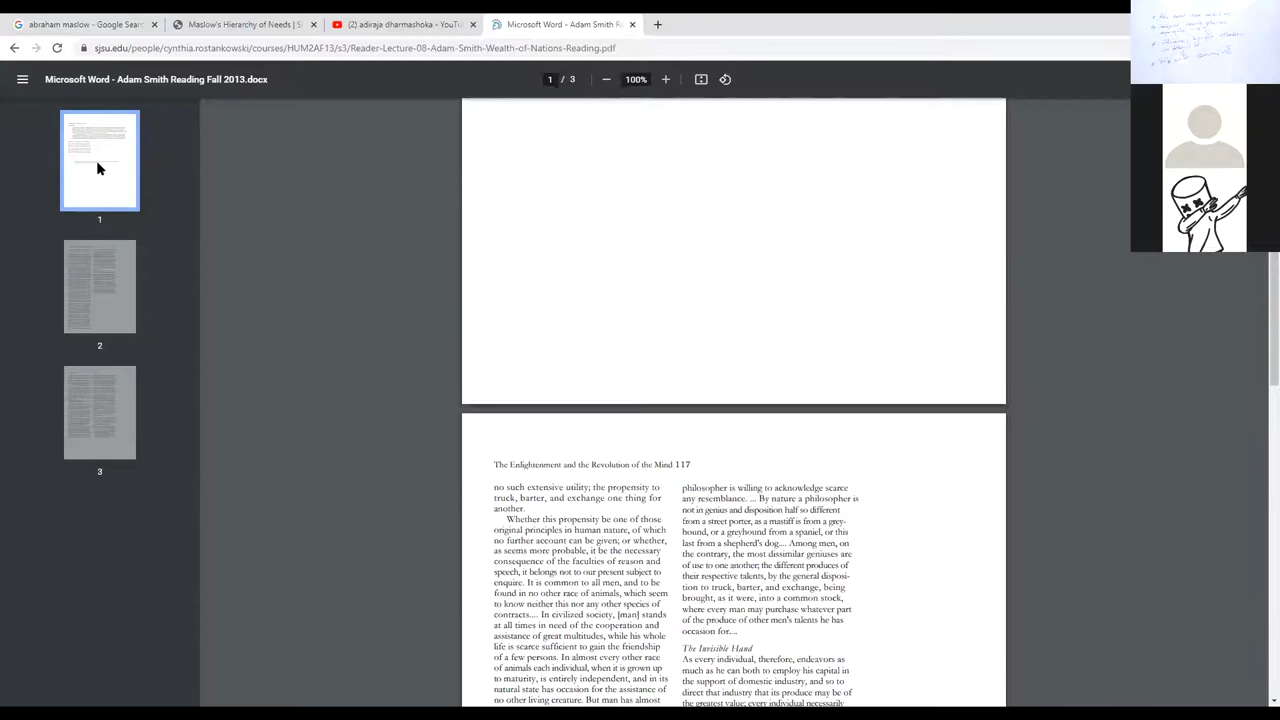 abraham maslow - Google Searc
Maslow's Hierarchy of Needs | Si
(2) adiraja dharmashoka - YouTu
Microsoft Word - Adam Smith Rea
sjsu.edu/people/cynthia.rostankowski/courses/HUM2AF13/s3/Reader-Lecture-08-Adam-Smith-Wealth-of-Nations-Reading.pdf
Microsoft Word - Adam Smith Reading Fall 2013.docx
1 / 3
100%
1
2
3
The Enlightenment and the Revolution of the Mind 117
no such extensive utility; the propensity to
truck, barter, and exchange one thing for
another.
Whether this propensity be one of those
original principles in human nature, of which
no further account can be given; or whether,
as seems more probable, it be the necessary
consequence of the faculties of reason and
speech, it belongs not to our present subject to
enquire. It is common to all men, and to be
found in no other race of animals, which seem
to know neither this nor any other species of
contracts.... In civilized society, [man] stands
at all times in need of the cooperation and
assistance of great multitudes, while his whole
life is scarce sufficient to gain the friendship
of a few persons. In almost every other race
of animals each individual, when it is grown up
to maturity, is entirely independent, and in its
natural state has occasion for the assistance of
no other living creature. But man has almost
philosopher is willing to acknowledge scarce
any resemblance. ... By nature a philosopher is
not in genius and disposition half so different
from a street porter, as a mastiff is from a grey-
hound, or a greyhound from a spaniel, or this
last from a shepherd's dog.... Among men, on
the contrary, the most dissimilar geniuses are
of use to one another; the different produces of
their respective talents, by the general disposi-
tion to truck, barter, and exchange, being
brought, as it were, into a common stock,
where every man may purchase whatever part
of the produce of other men's talents he has
occasion for....
The Invisible Hand
As every individual, therefore, endeavors as
much as he can both to employ his capital in
the support of domestic industry, and so to
direct that industry that its produce may be of
the greatest value; every individual necessarily